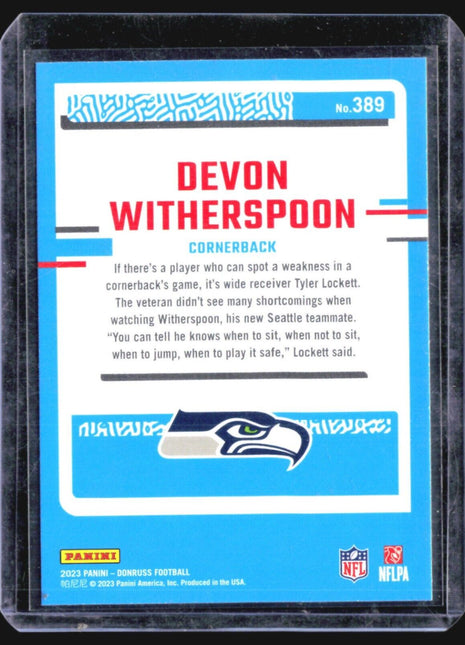 No.389
DEVON
WITHERSPOON
CORNERBACK
If there's a player who can spot a weakness in a
cornerback's game, it's wide receiver Tyler Lockett.
The veteran didn't see many shortcomings when
watching Witherspoon, his new Seattle teammate.
"You can tell he knows when to sit, when not to sit,
when to jump, when to play it safe," Lockett said.
PANINI
2023 PANINI – DONRUSS FOOTBALL
帕尼尼 © 2023 Panini America, Inc. Produced in the USA.
NFL
NFLPA